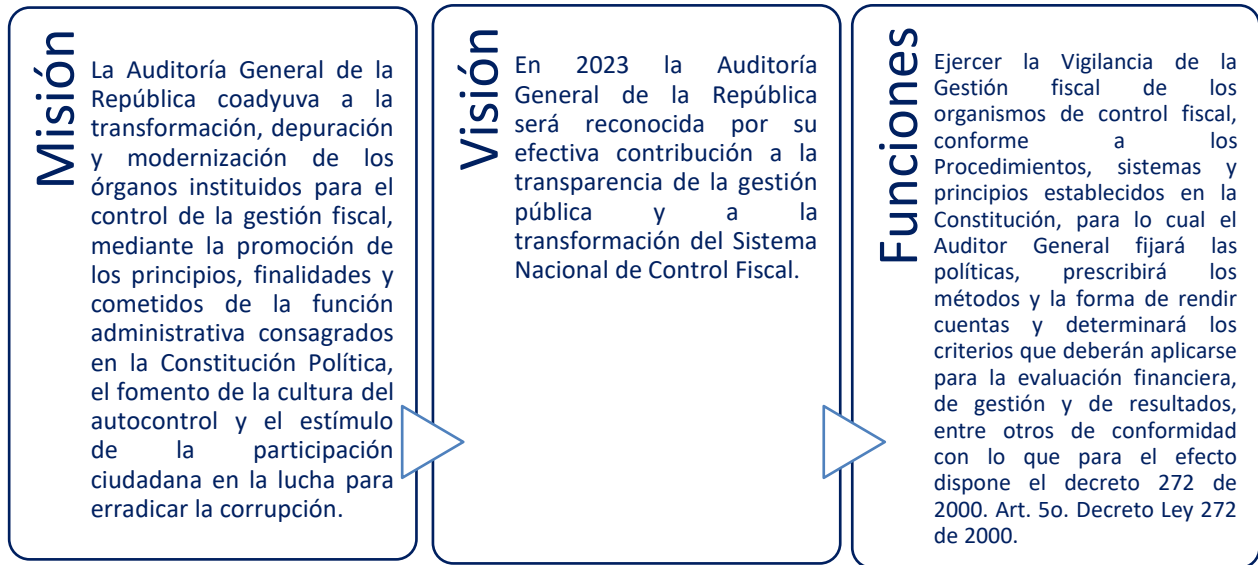 Misión
La Auditoría General de la
República coadyuva a la
transformación, depuración
y modernización de los
órganos instituidos para el
control de la gestión fiscal,
mediante la promoción de
los principios, finalidades y
cometidos de la función
administrativa consagrados
en la Constitución Política,
el fomento de la cultura del
autocontrol y el estímulo
de la participación
ciudadana en la lucha para
erradicar la corrupción.
Visión
En 2023 la Auditoría
General de la República
será reconocida por su
efectiva contribución a la
transparencia de la gestión
pública y a la
transformación del Sistema
Nacional de Control Fiscal.
Funciones
Ejercer la Vigilancia de la
Gestión fiscal de los
organismos de control fiscal,
conforme a los
Procedimientos, sistemas y
principios establecidos en la
Constitución, para lo cual el
Auditor General fijará las
políticas, prescribirá los
métodos y la forma de rendir
cuentas y determinará los
criterios que deberán aplicarse
para la evaluación financiera,
de gestión y de resultados,
entre otros de conformidad
con lo que para el efecto
dispone el decreto 272 de
2000. Art. 5o. Decreto Ley 272
de 2000.